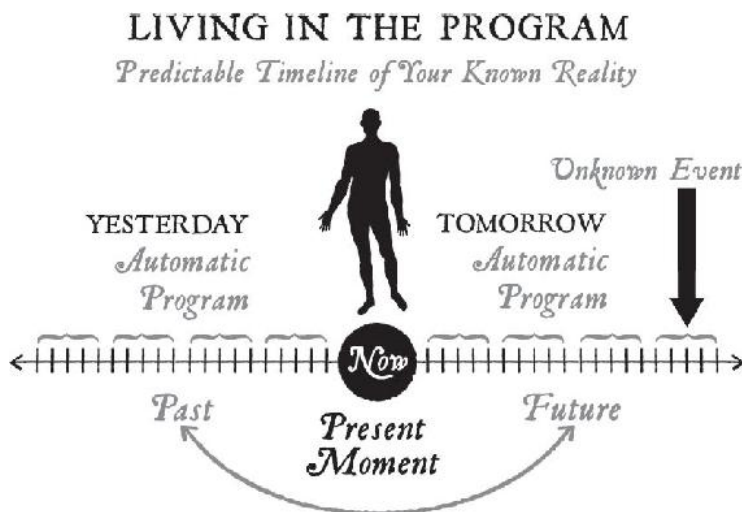 LIVING IN THE PROGRAM
Predictable Timeline of Your Known Reality
Unknown Event
YESTERDAY
Automatic
Program
TOMORROW
Automatic
Program
Now
Past
Present
Moment
Future